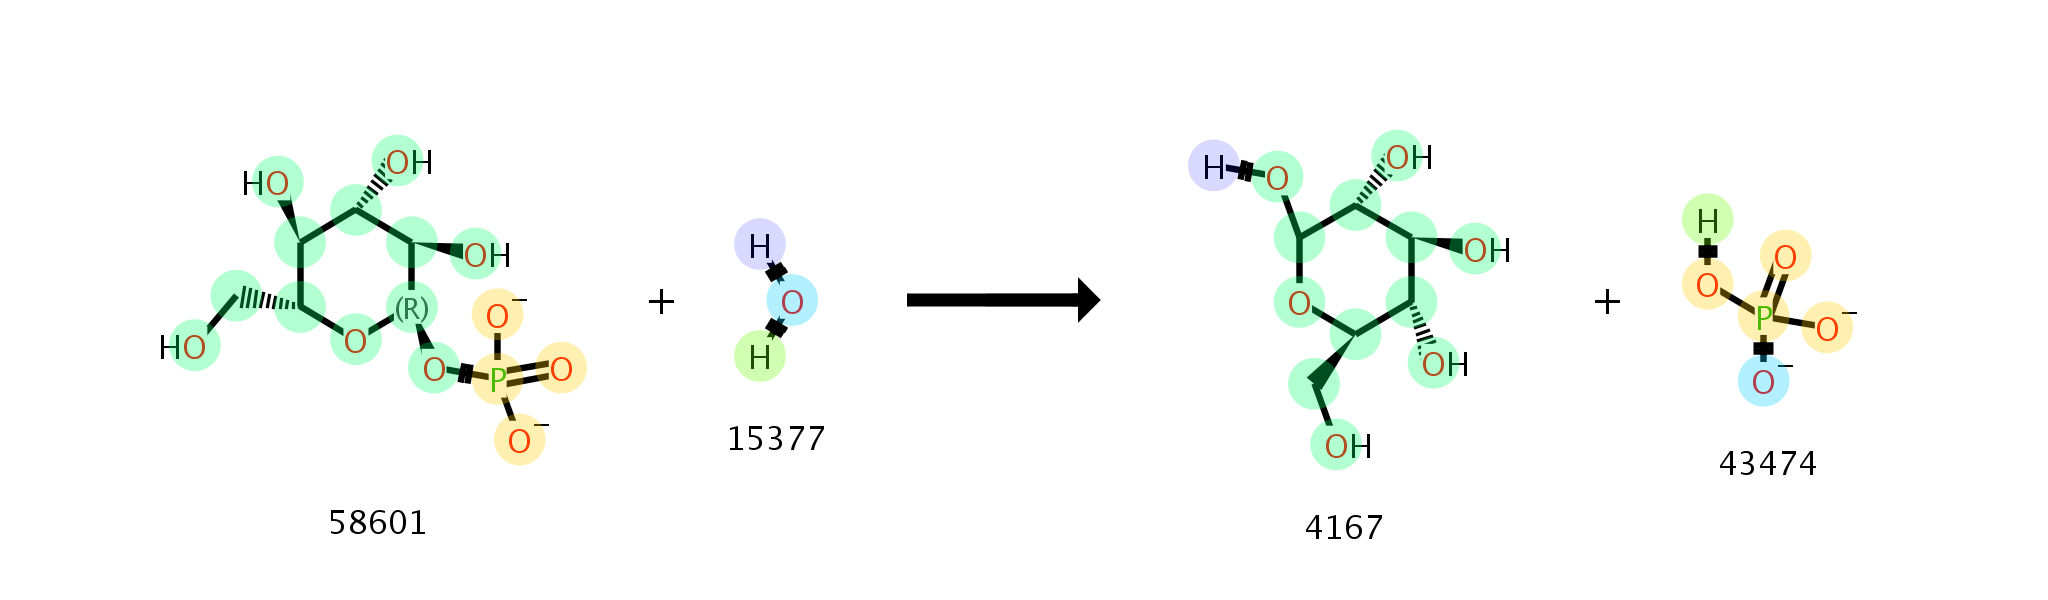 HO OH
OH
HO
(R)
O
O P O
O⁻
O⁻
58601
+
H
O
H
15377
H O OH
OH
O
OH
OH
4167
+
H
O O
P O⁻
O⁻
43474